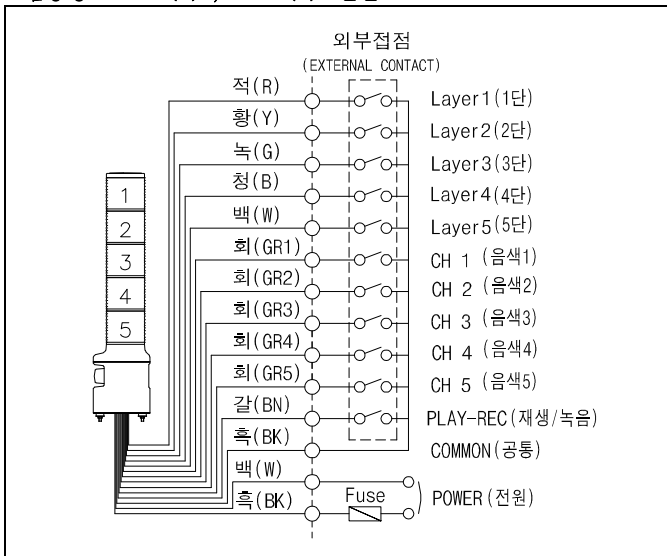 외부접점
(EXTERNAL CONTACT)
적(R) Layer1(1단)
황(Y) Layer2(2단)
녹(G) Layer3(3단)
청(B) Layer4(4단)
백(W) Layer5(5단)
회(GR1) CH 1 (음색1)
회(GR2) CH 2 (음색2)
회(GR3) CH 3 (음색3)
회(GR4) CH 4 (음색4)
회(GR5) CH 5 (음색5)
갈(BN) PLAY-REC(재생/녹음)
흑(BK) COMMON(공통)
백(W)
흑(BK) Fuse POWER(전원)
1
2
3
4
5